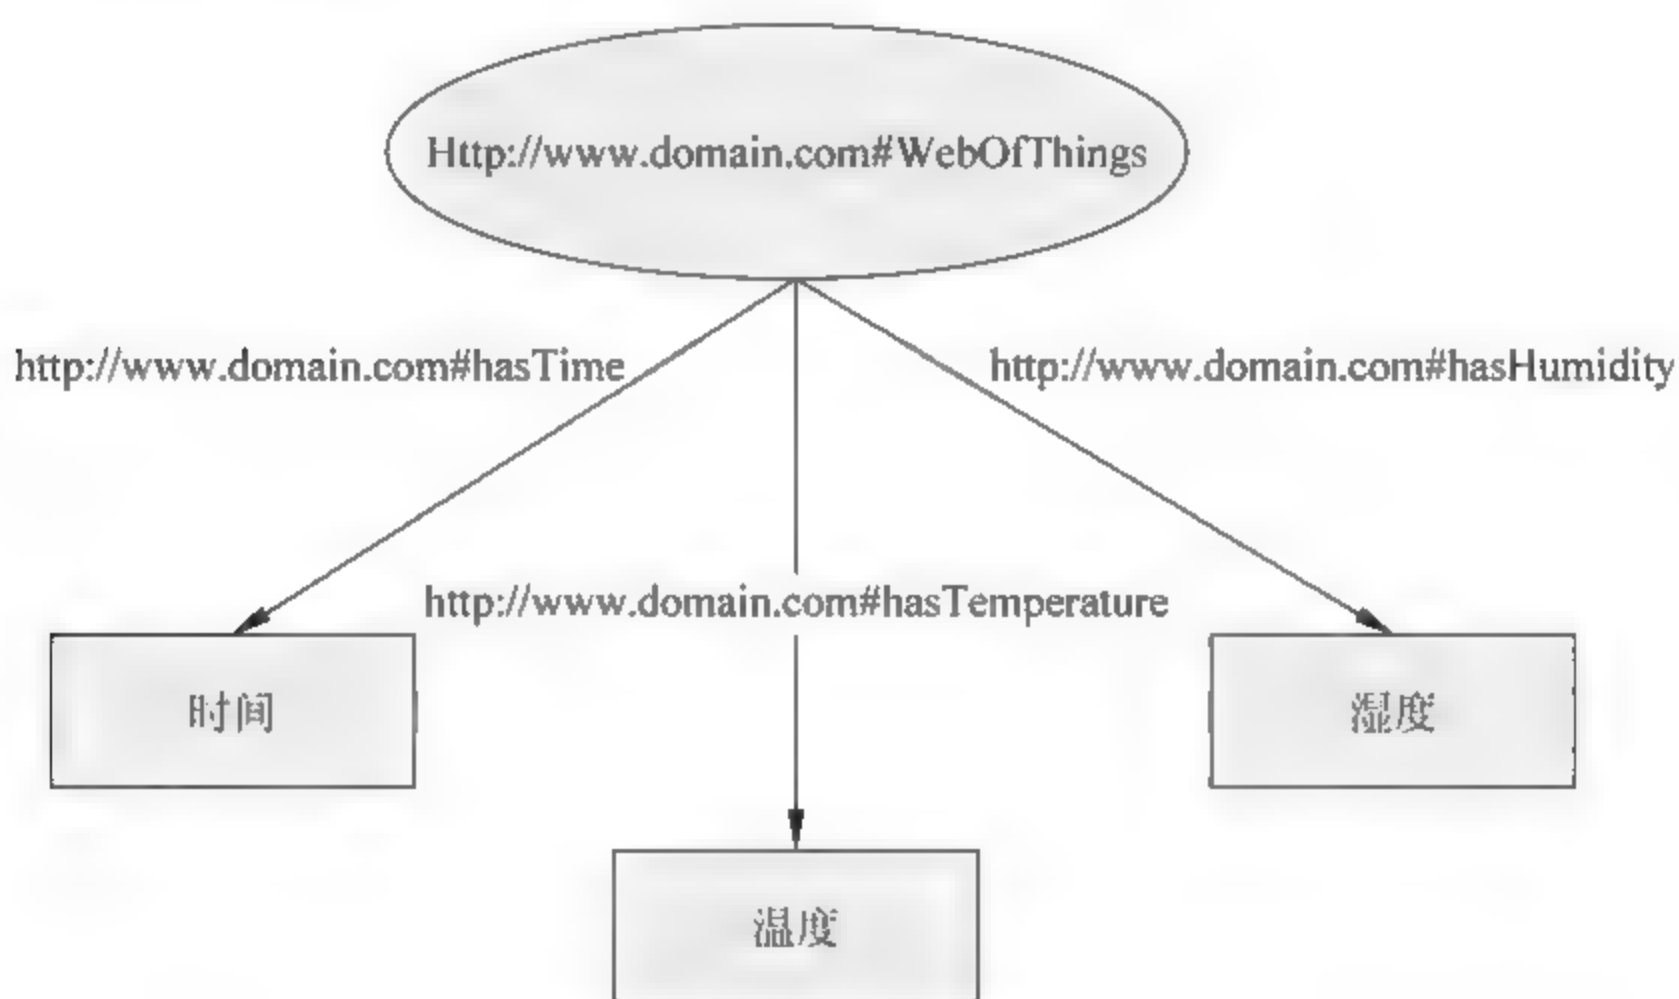 Http://www.domain.com#WebOfThings
http://www.domain.com#hasTime
http://www.domain.com#hasHumidity
http://www.domain.com#hasTemperature
时间
湿度
温度